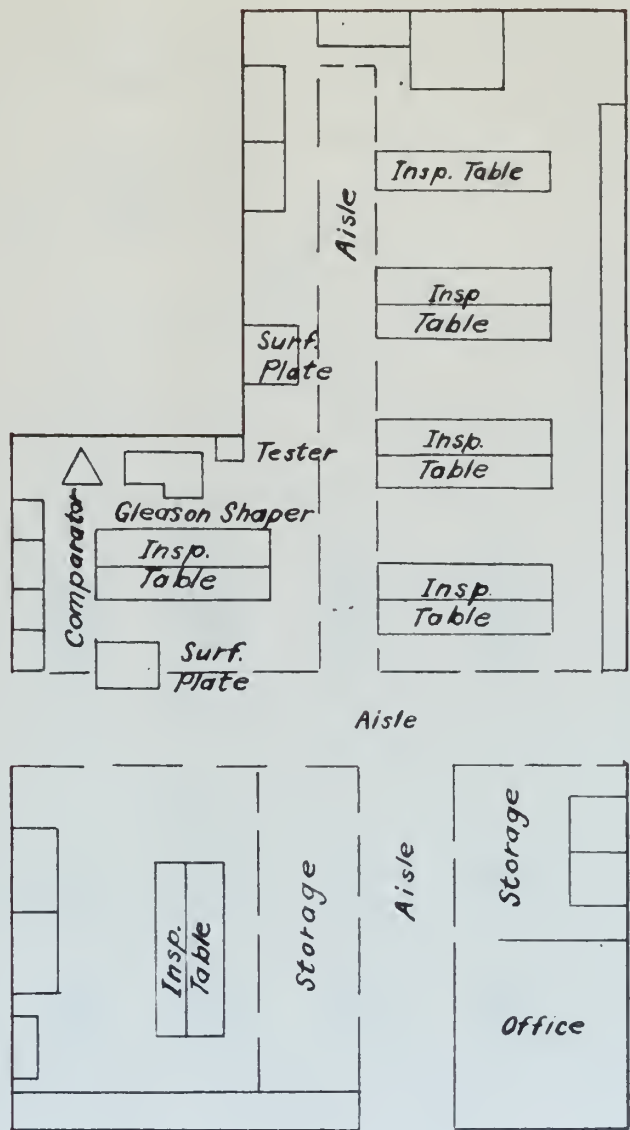 Insp. Table
Aisle
Insp
Table
Surf.
Plate
Insp.
Table
Tester
Comparator
Gleason Shaper
Insp.
Table
Insp.
Table
Surf.
Plate
Aisle
Insp.
Table
Storage
Aisle
Storage
Office